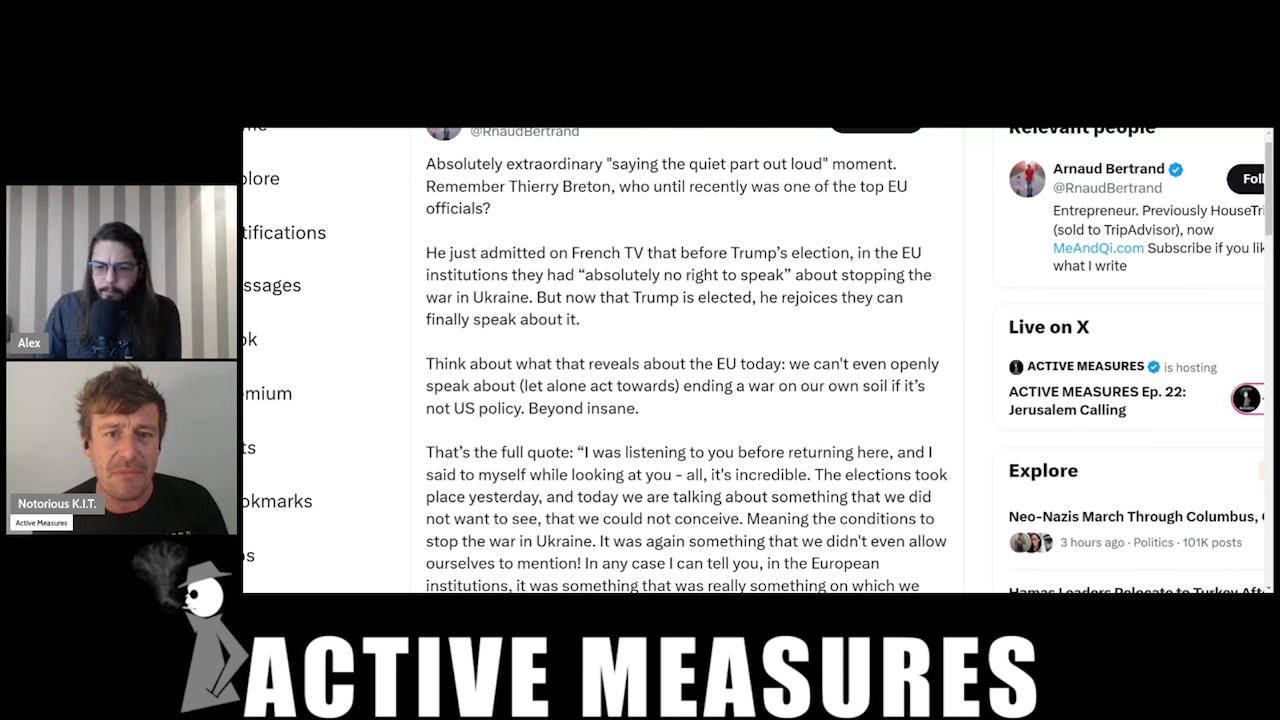 me
plore
tifications
ssages
ok
emium
ts
okmarks
@RnaudBertrand
Absolutely extraordinary "saying the quiet part out loud" moment.
Remember Thierry Breton, who until recently was one of the top EU
officials?
He just admitted on French TV that before Trump’s election, in the EU
institutions they had “absolutely no right to speak” about stopping the
war in Ukraine. But now that Trump is elected, he rejoices they can
finally speak about it.
Think about what that reveals about the EU today: we can't even openly
speak about (let alone act towards) ending a war on our own soil if it’s
not US policy. Beyond insane.
That’s the full quote: “I was listening to you before returning here, and I
said to myself while looking at you - all, it's incredible. The elections took
place yesterday, and today we are talking about something that we did
not want to see, that we could not conceive. Meaning the conditions to
stop the war in Ukraine. It was again something that we didn't even allow
ourselves to mention! In any case I can tell you, in the European
institutions, it was something that was really something on which we
Relevant people
Arnaud Bertrand
@RnaudBertrand
Foll
Entrepreneur. Previously HouseTri
(sold to TripAdvisor), now
MeAndQi.com Subscribe if you lik
what I write
Live on X
ACTIVE MEASURES is hosting
ACTIVE MEASURES Ep. 22:
Jerusalem Calling
Explore
Neo-Nazis March Through Columbus,
3 hours ago · Politics · 101K posts
Hamas Leaders Relocate to Turkey Aft
Alex
Notorious K.I.T.
Active Measures
ACTIVE MEASURES